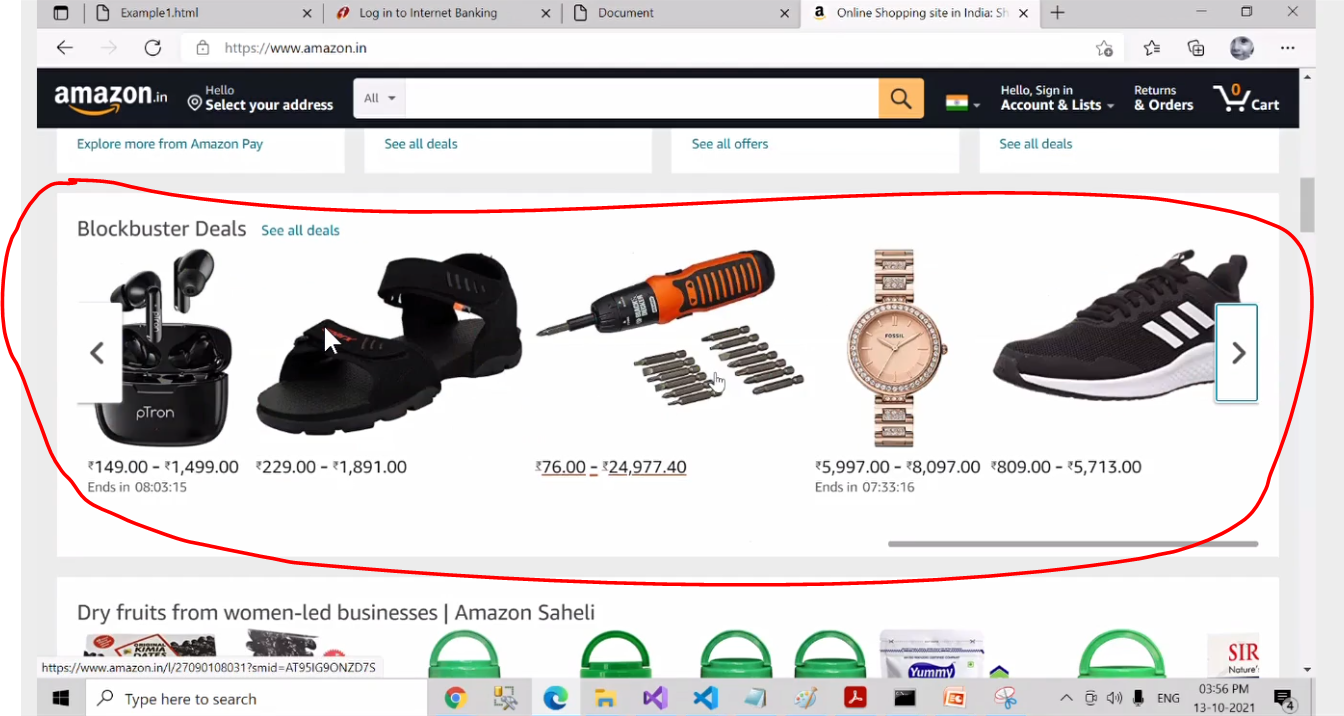 Example1.html
Log in to Internet Banking
Document
Online Shopping site in India: Sh
https://www.amazon.in
amazon.in
Hello
Select your address
All
Hello, Sign in
Account & Lists
Returns
& Orders
0
Cart
Explore more from Amazon Pay
See all deals
See all offers
See all deals
Blockbuster Deals See all deals
pTron
FOSSIL
₹149.00 - ₹1,499.00
₹229.00 - ₹1,891.00
₹76.00 - ₹24,977.40
₹5,997.00 - ₹8,097.00
₹809.00 - ₹5,713.00
Ends in 08:03:15
Ends in 07:33:16
Dry fruits from women-led businesses | Amazon Saheli
ORIGINAL
KIMIA
DATES
Yummy
SIR
Nature'
https://www.amazon.in/l/27090108031?smid=AT95IG9ONZD7S
Type here to search
ENG
03:56 PM
13-10-2021
4